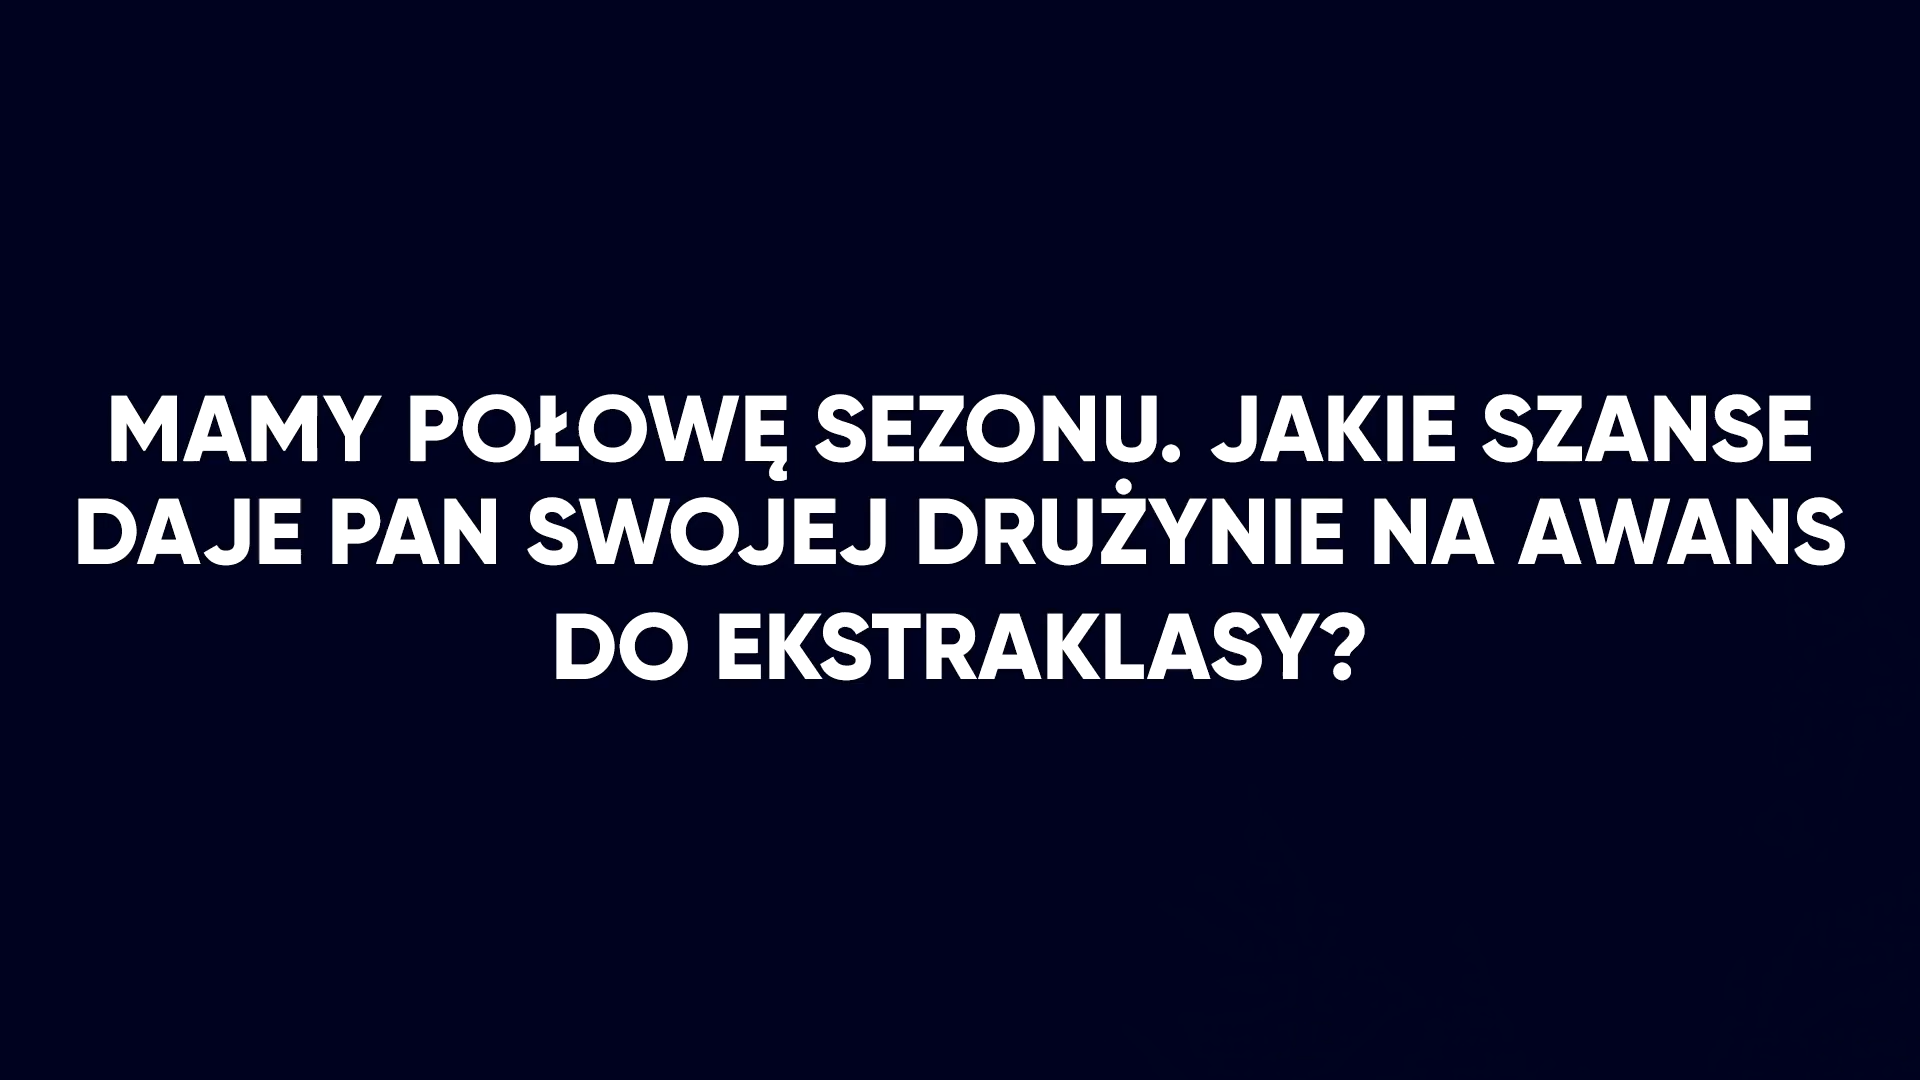 MAMY POŁOWĘ SEZONU. JAKIE SZANSE
DAJE PAN SWOJEJ DRUŻYNIE NA AWANS
DO EKSTRAKLASY?